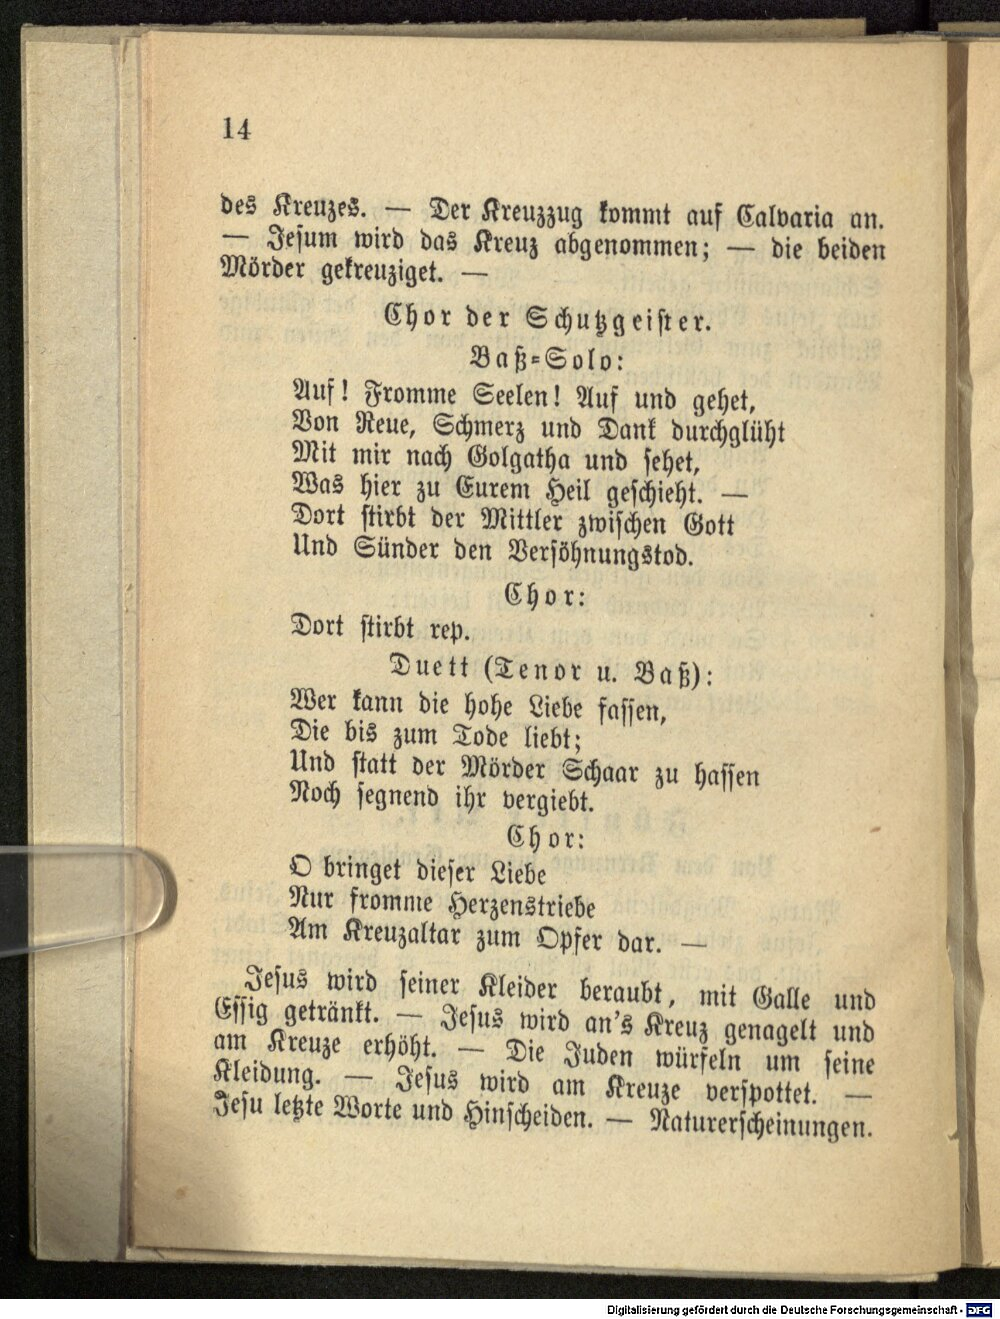 14
des Kreuzes. — Der Kreuzzug kommt auf Calvaria an.
— Jesum wird das Kreuz abgenommen; — die beiden
Mörder gekreuziget. —
Chor der Schutzgeister.
Baß-Solo:
Auf! Fromme Seelen! Auf und gehet,
Von Reue, Schmerz und Dank durchglüht
Mit mir nach Golgatha und sehet,
Was hier zu Eurem Heil geschieht. —
Dort stirbt der Mittler zwischen Gott
Und Sünder den Versöhnungstod.
Chor:
Dort stirbt rep.
Duett (Tenor u. Baß):
Wer kann die hohe Liebe fassen,
Die bis zum Tode liebt;
Und statt der Mörder Schaar zu hassen
Noch segnend ihr vergiebt.
Chor:
O bringet dieser Liebe
Nur fromme Herzenstriebe
Am Kreuzaltar zum Opfer dar. —
Jesus wird seiner Kleider beraubt, mit Galle und
Essig getränkt. — Jesus wird an's Kreuz genagelt und
am Kreuze erhöht. — Die Juden würfeln um seine
Kleidung. — Jesus wird am Kreuze verspottet. —
Jesu letzte Worte und Hinscheiden. — Naturerscheinungen.
Digitalisierung gefördert durch die Deutsche Forschungsgemeinschaft - DFG